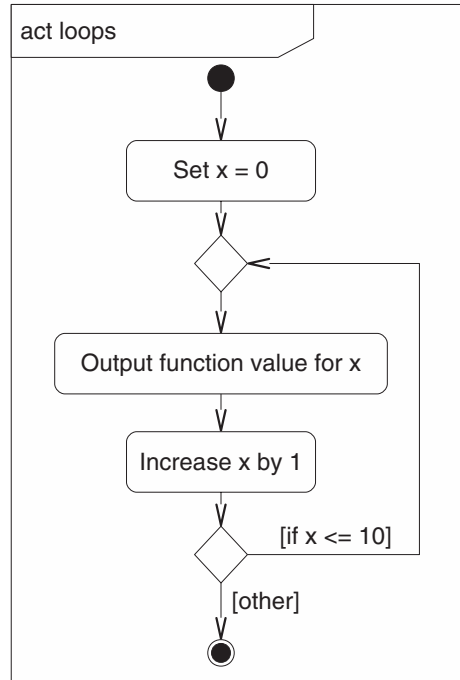 act loops
Set x = 0
Output function value for x
Increase x by 1
[if x <= 10]
[other]